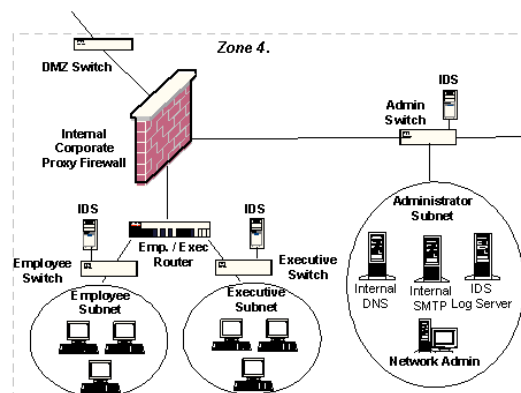 Zone 4.
DMZ Switch
IDS
Admin
Switch
Internal
Corporate
Proxy Firewall
IDS
IDS
Emp. / Exec
Router
Employee
Switch
Executive
Switch
Administrator
Subnet
Employee
Subnet
Executive
Subnet
Internal
DNS
Internal
SMTP
IDS
Log Server
Network Admin